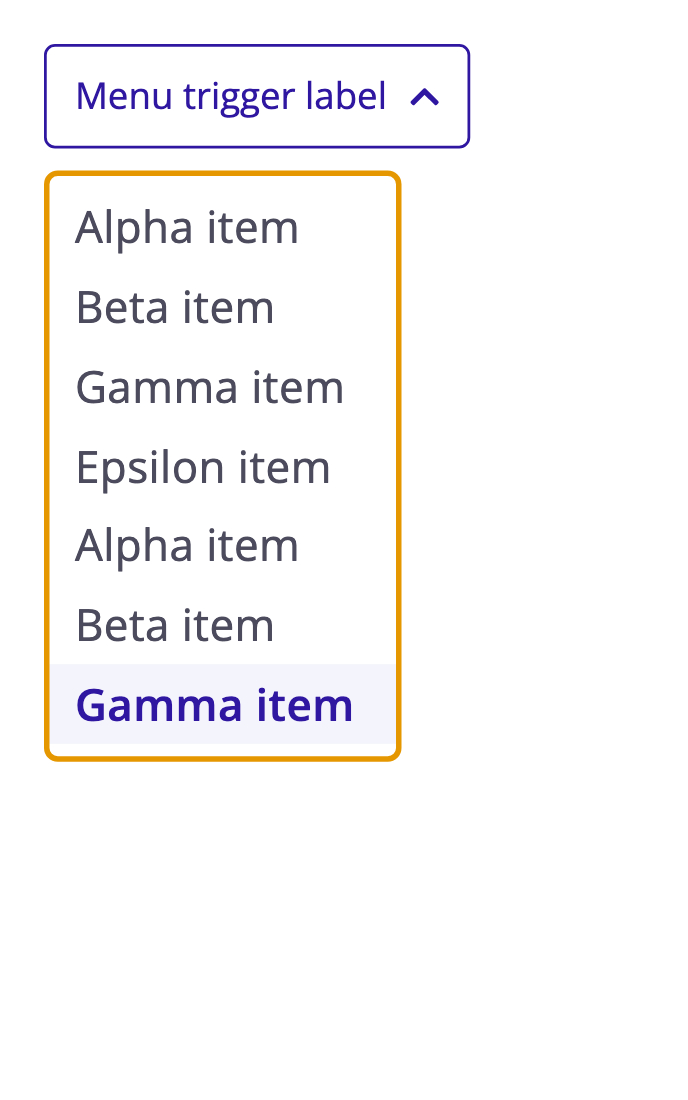 Menu trigger label
Alpha item
Beta item
Gamma item
Epsilon item
Alpha item
Beta item
Gamma item